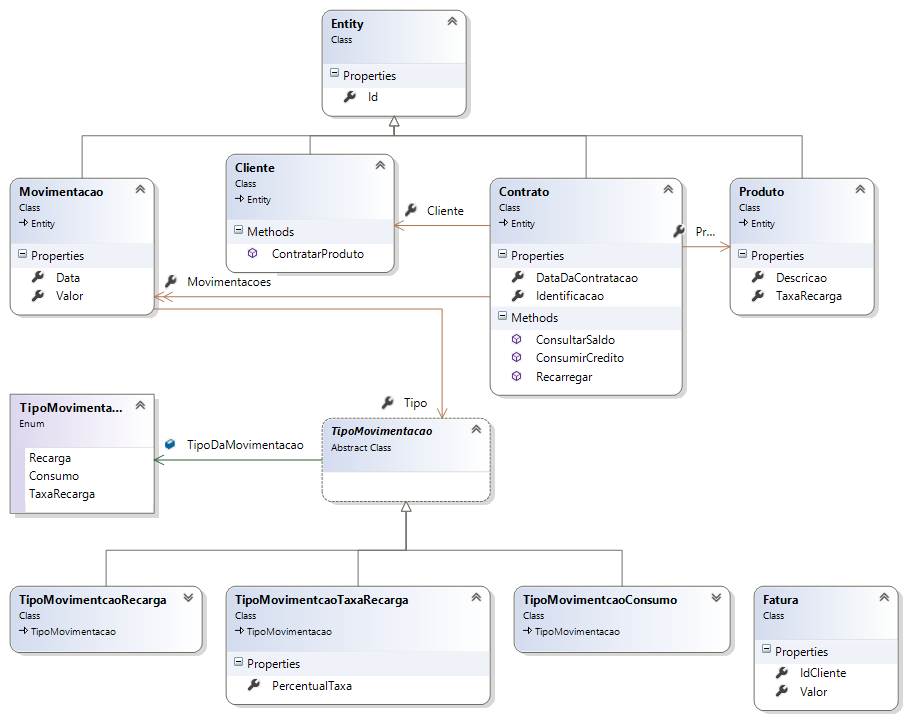 Entity
Class
Properties
Id
Movimentacao
Class
Entity
Properties
Data
Valor
Cliente
Class
Entity
Methods
ContratarProduto
Cliente
Contrato
Class
Entity
Properties
DataDaContratacao
Identificacao
Methods
ConsultarSaldo
ConsumirCredito
Recarregar
Pr...
Produto
Class
Entity
Properties
Descricao
TaxaRecarga
Movimentacoes
Tipo
TipoMovimenta...
Enum
Recarga
Consumo
TaxaRecarga
TipoDaMovimentacao
TipoMovimentacao
Abstract Class
TipoMovimentcaoRecarga
Class
TipoMovimentacao
TipoMovimentcaoTaxaRecarga
Class
TipoMovimentacao
Properties
PercentualTaxa
TipoMovimentcaoConsumo
Class
TipoMovimentacao
Fatura
Class
Properties
IdCliente
Valor